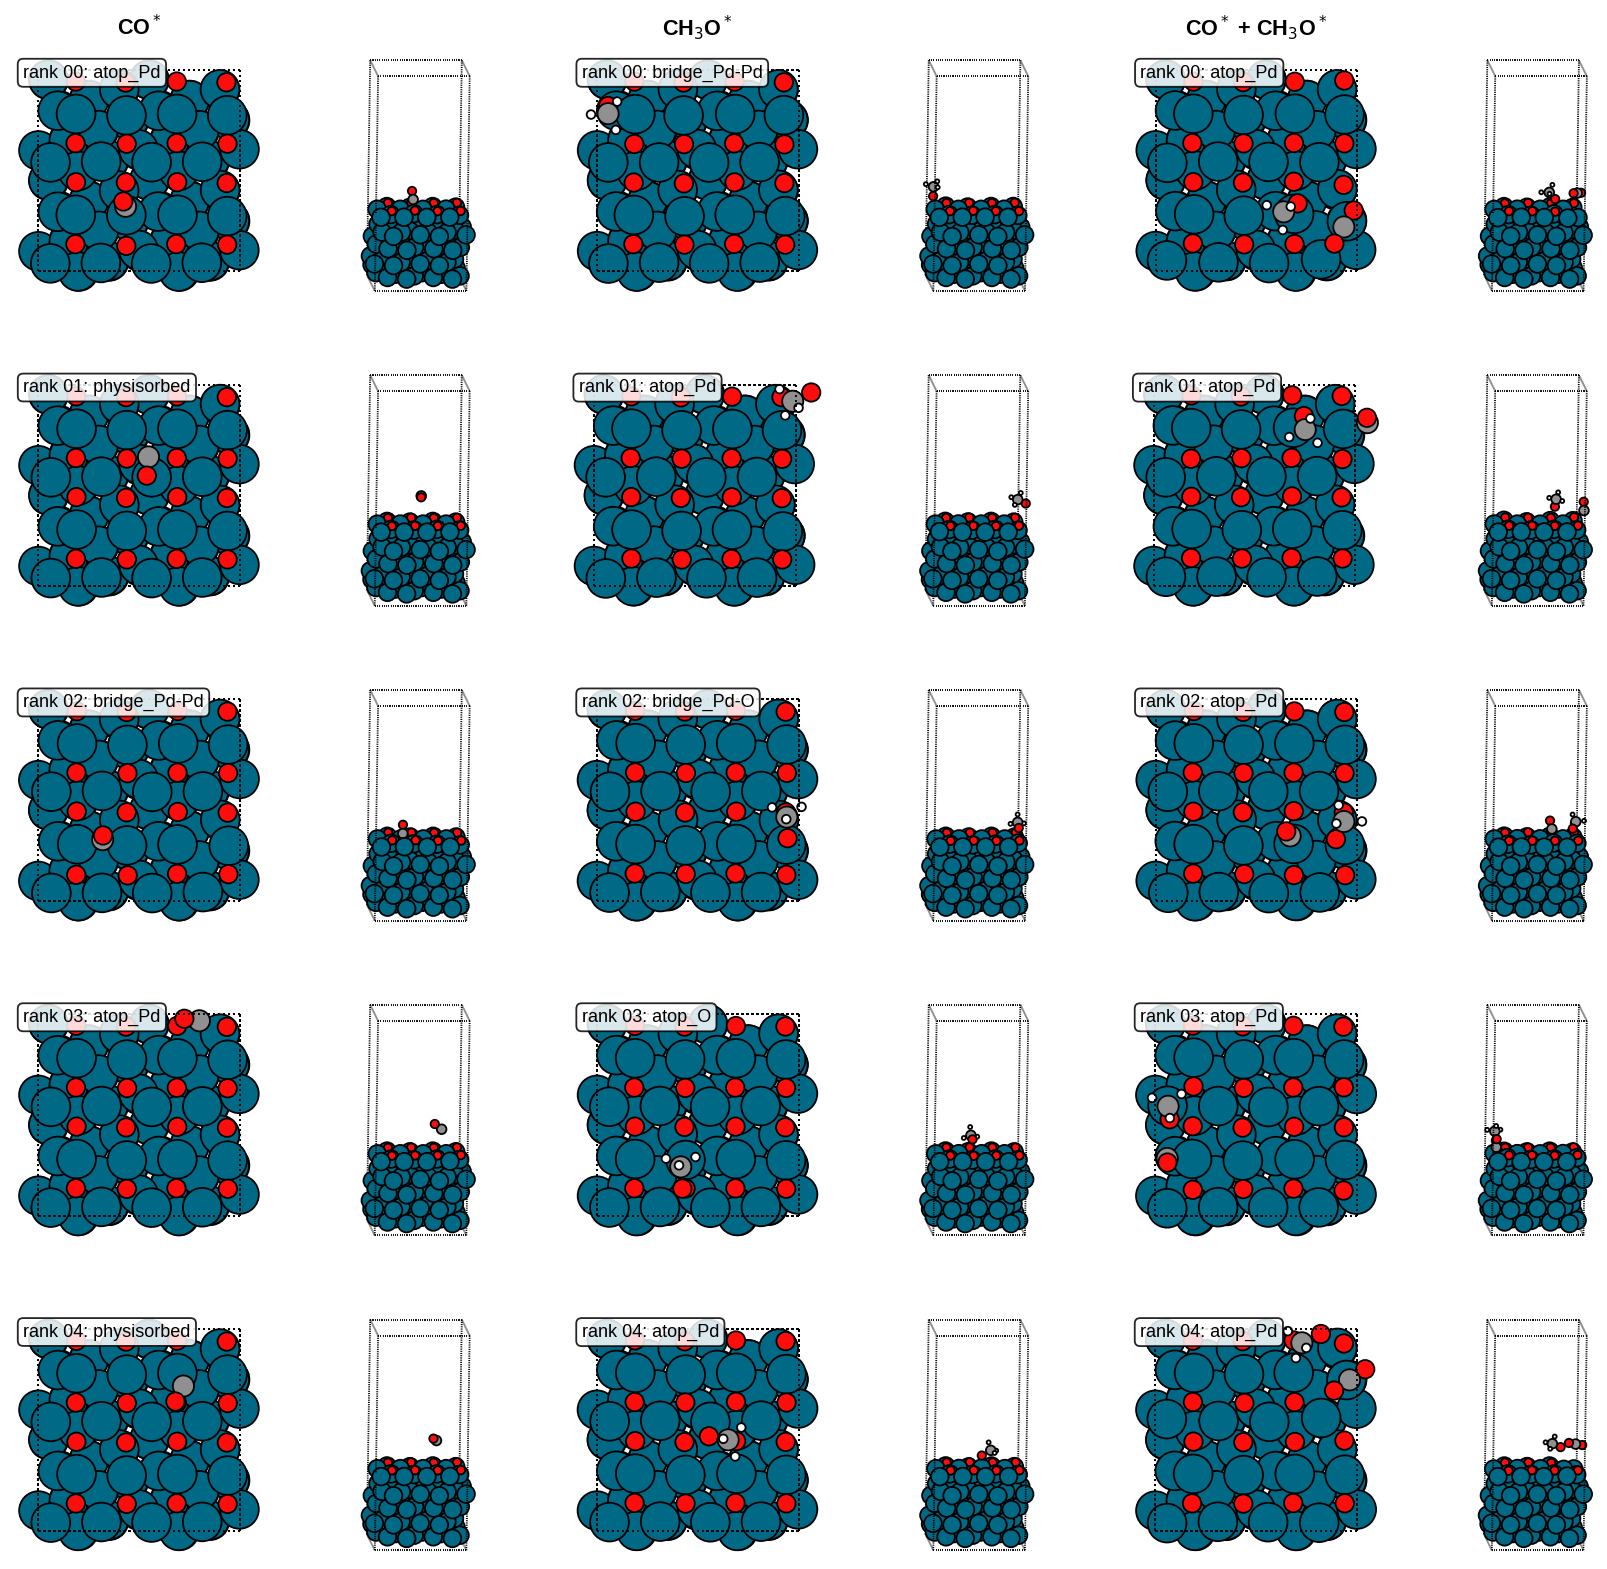 CO* CH₃O* CO* + CH₃O*
rank 00: atop_Pd rank 00: bridge_Pd-Pd rank 00: atop_Pd
rank 01: physisorbed rank 01: atop_Pd rank 01: atop_Pd
rank 02: bridge_Pd-Pd rank 02: bridge_Pd-O rank 02: atop_Pd
rank 03: atop_Pd rank 03: atop_O rank 03: atop_Pd
rank 04: physisorbed rank 04: atop_Pd rank 04: atop_Pd